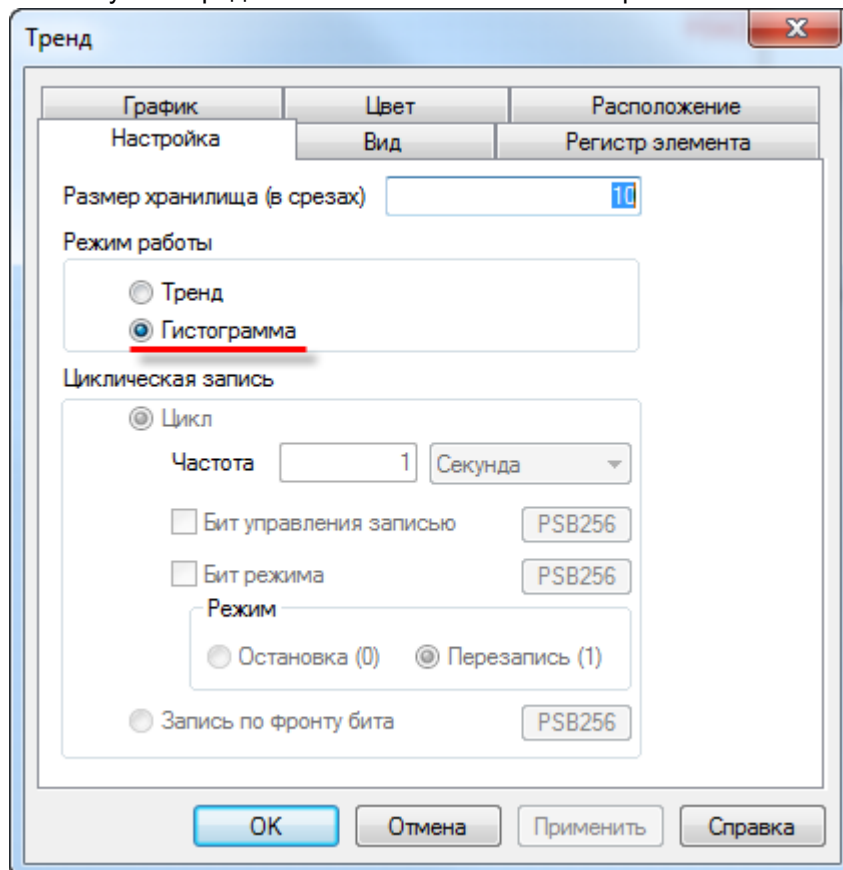 Тренд
График Цвет Расположение
Настройка Вид Регистр элемента
Размер хранилища (в срезах) 10
Режим работы
Тренд
Гистограмма
Циклическая запись
Цикл
Частота 1 Секунда
Бит управления записью PSB256
Бит режима PSB256
Режим
Остановка (0) Перезапись (1)
Запись по фронту бита PSB256
OK Отмена Применить Справка